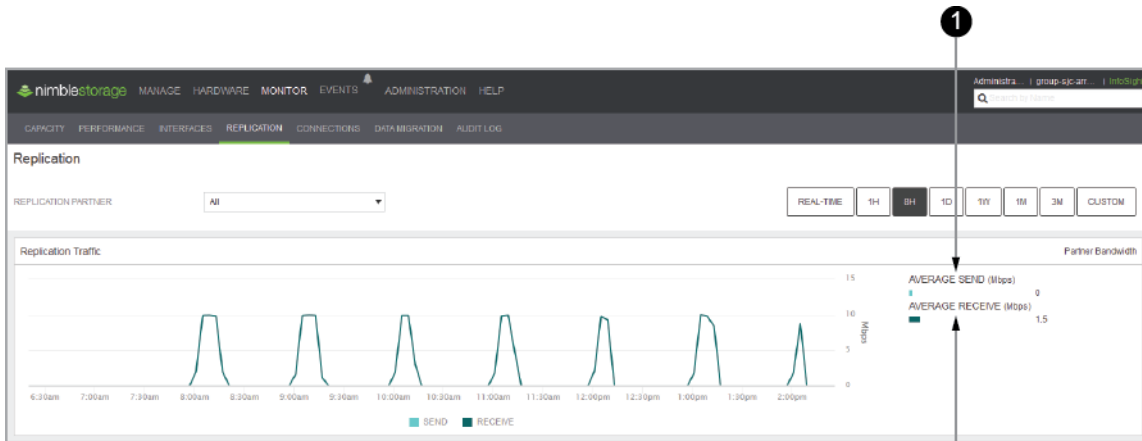 1
nimblestorage MANAGE HARDWARE MONITOR EVENTS ADMINISTRATION HELP
Administra... | group-sjc-arr... | InfoSigh
Search by Name
CAPACITY PERFORMANCE INTERFACES REPLICATION CONNECTIONS DATA MIGRATION AUDIT LOG
Replication
REPLICATION PARTNER All REAL-TIME 1H 8H 1D 1W 1M 3M CUSTOM
Replication Traffic Partner Bandwidth
15
10
5
0
Mbps
AVERAGE SEND (Mbps)
0
AVERAGE RECEIVE (Mbps)
1.5
6:30am 7:00am 7:30am 8:00am 8:30am 9:00am 9:30am 10:00am 10:30am 11:00am 11:30am 12:00pm 12:30pm 1:00pm 1:30pm 2:00pm
SEND RECEIVE